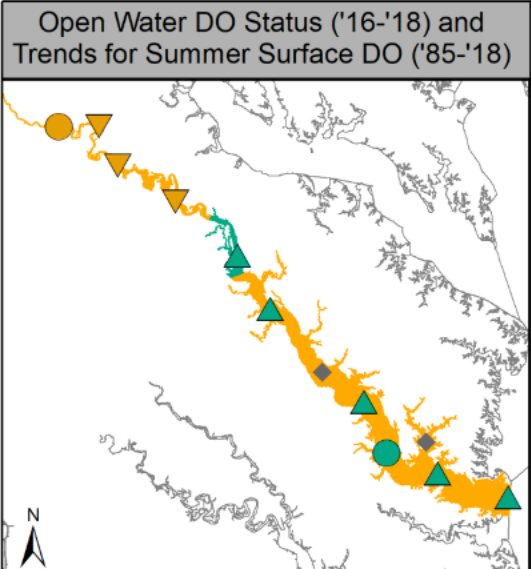 Open Water DO Status ('16-'18) and
Trends for Summer Surface DO ('85-'18)
N